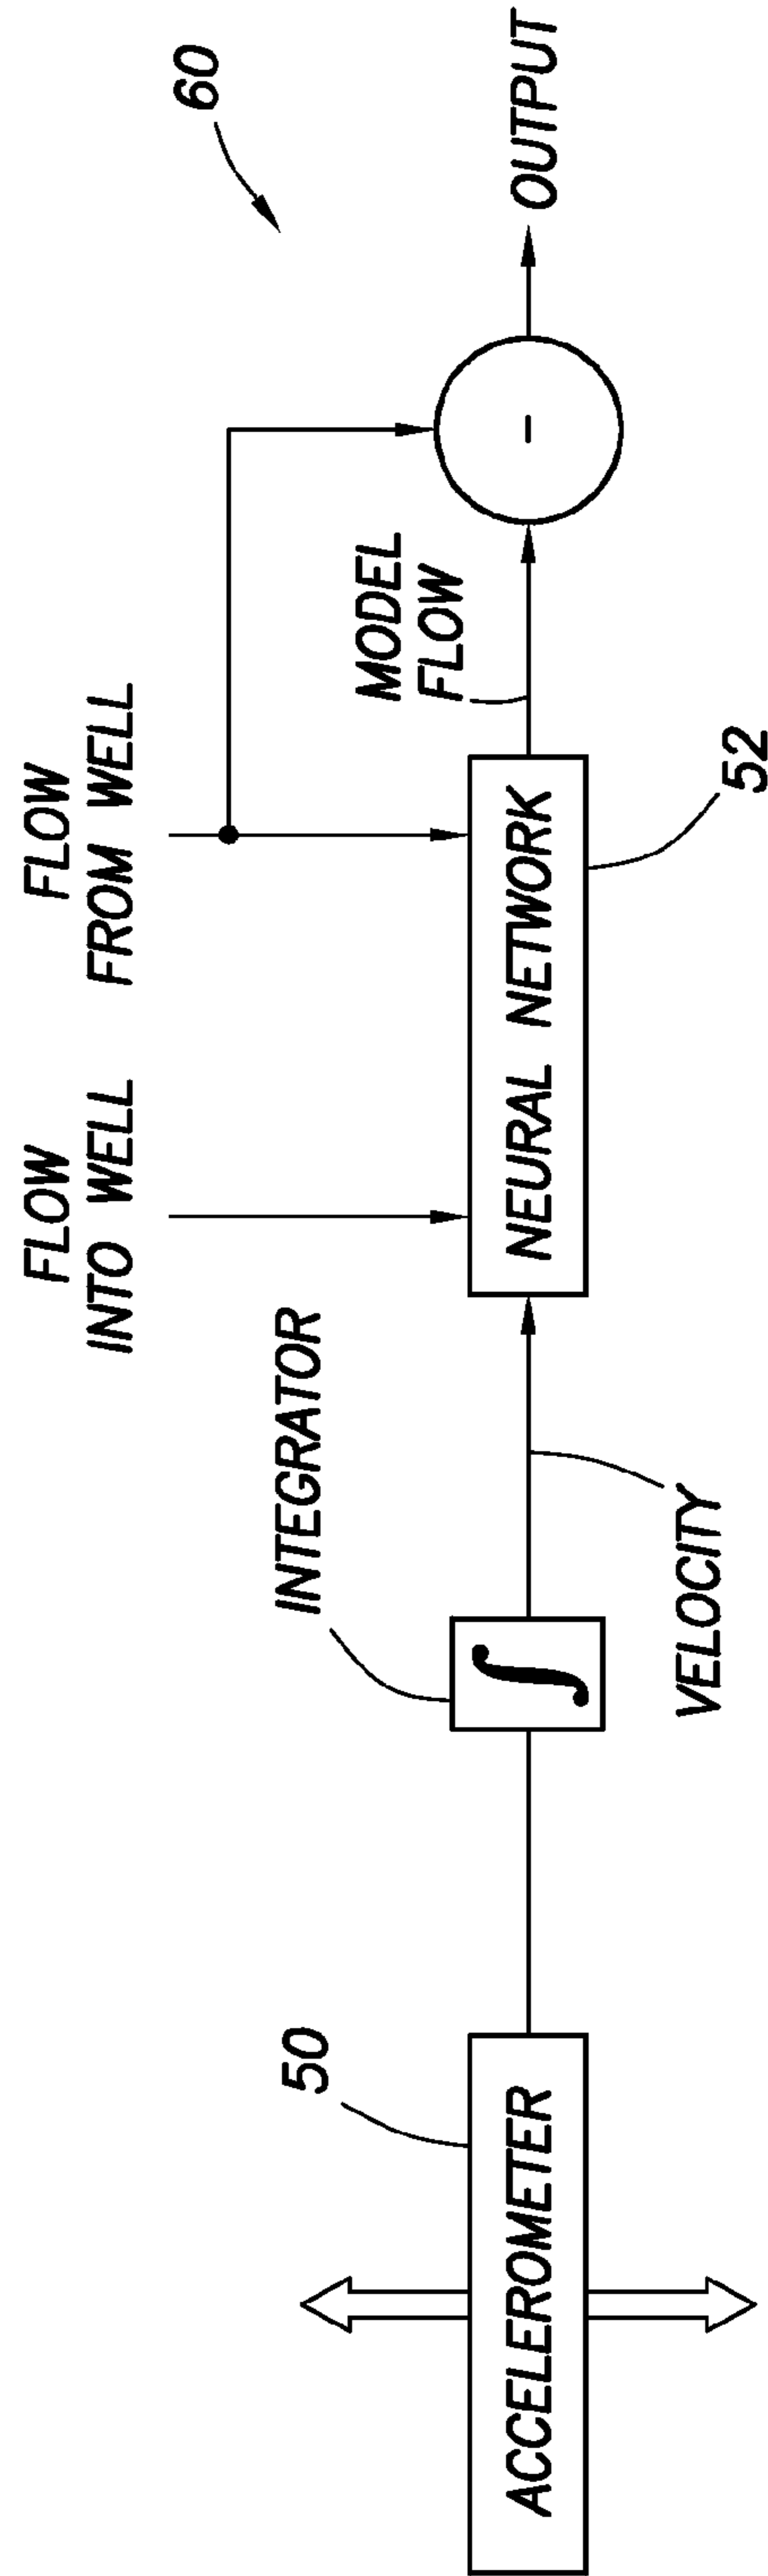 60
FLOW
INTO WELL
FLOW
FROM WELL
INTEGRATOR
MODEL
FLOW
50
ACCELEROMETER
∫
VELOCITY
NEURAL NETWORK
52
-
OUTPUT